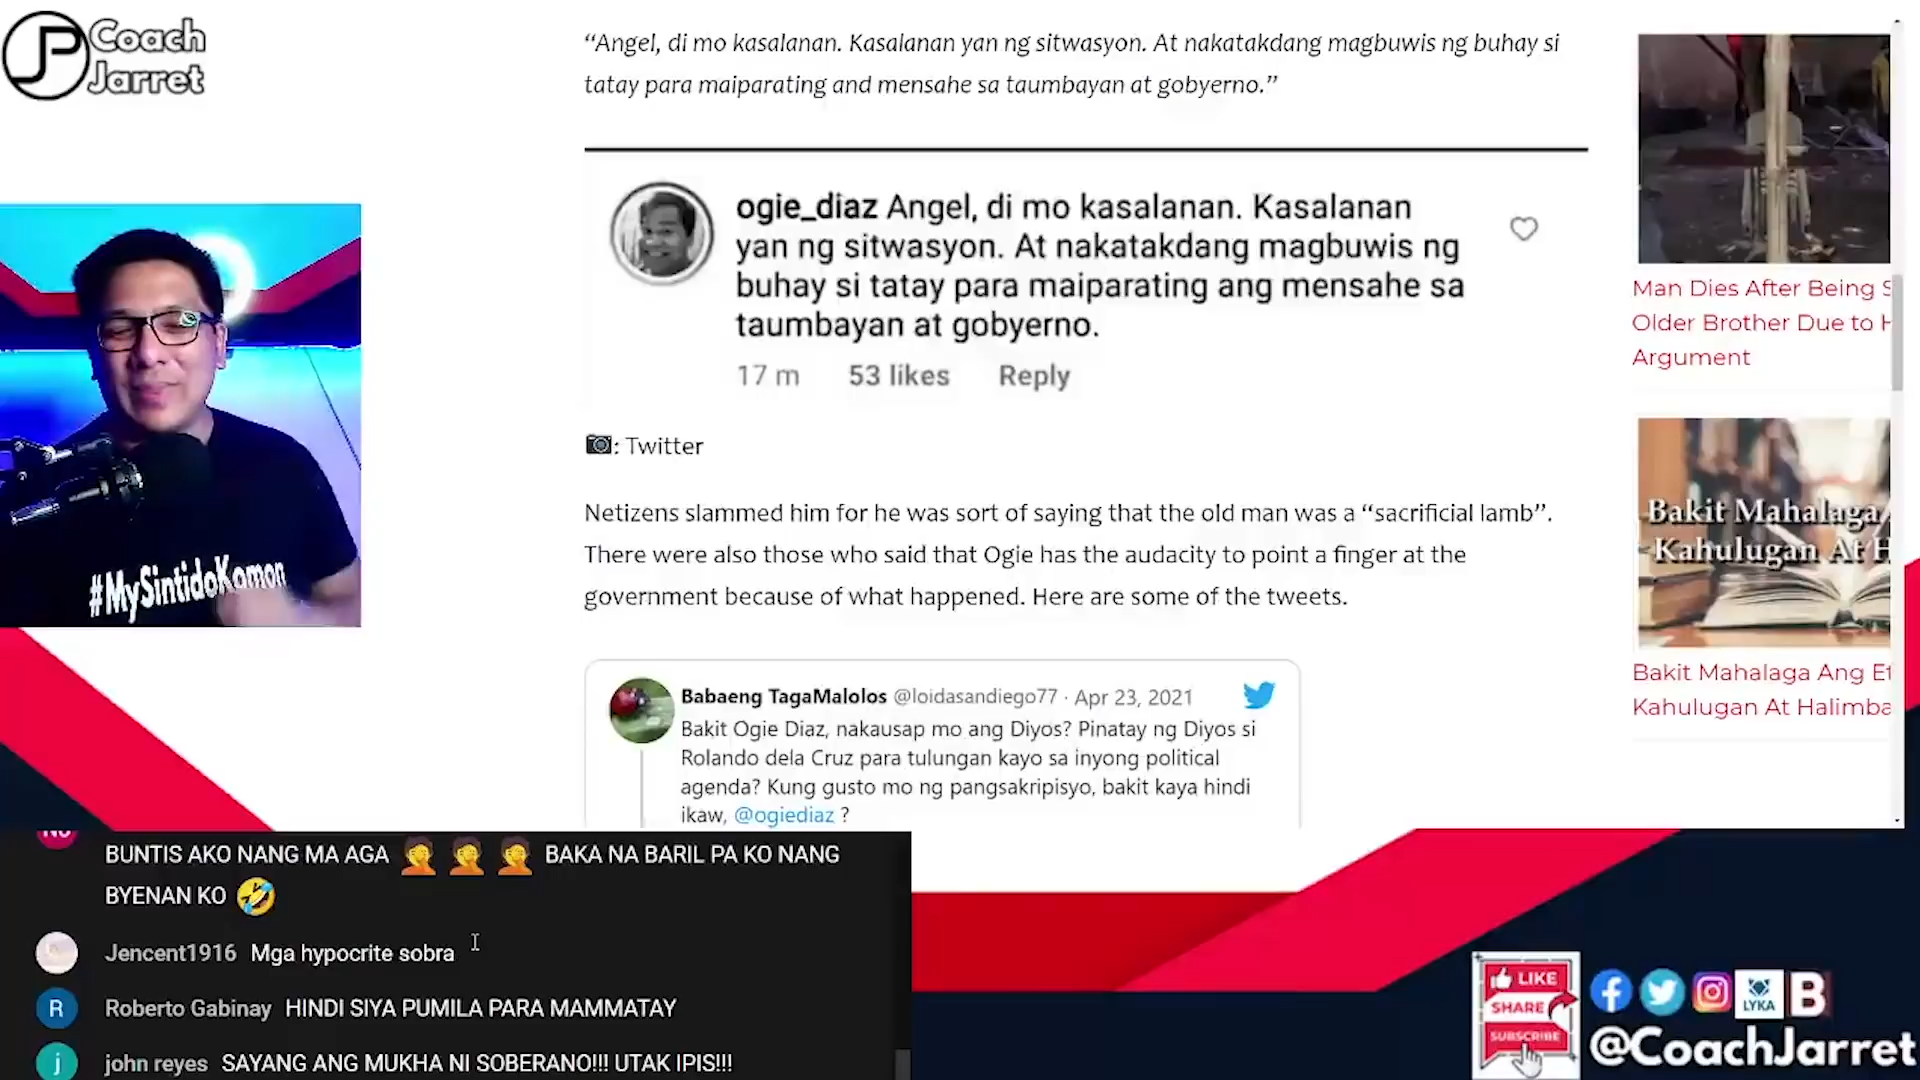 Coach
Jarret
“Angel, di mo kasalanan. Kasalanan yan ng sitwasyon. At nakatakdang magbuwis ng buhay si
tatay para maiparating and mensahe sa taumbayan at gobyerno.”
ogie_diaz Angel, di mo kasalanan. Kasalanan
yan ng sitwasyon. At nakatakdang magbuwis ng
buhay si tatay para maiparating ang mensahe sa
taumbayan at gobyerno.
17 m 53 likes Reply
: Twitter
Netizens slammed him for he was sort of saying that the old man was a “sacrificial lamb”.
There were also those who said that Ogie has the audacity to point a finger at the
government because of what happened. Here are some of the tweets.
Babaeng TagaMalolos @loidasandiego77 · Apr 23, 2021
Bakit Ogie Diaz, nakausap mo ang Diyos? Pinatay ng Diyos si
Rolando dela Cruz para tulungan kayo sa inyong political
agenda? Kung gusto mo ng pangsakripisyo, bakit kaya hindi
ikaw, @ogiediaz ?
Man Dies After Being S
Older Brother Due to H
Argument
Bakit Mahalaga A
Kahulugan At H
Bakit Mahalaga Ang Et
Kahulugan At Halimba
#MySintidoKomon
BUNTIS AKO NANG MA AGA 🤦 🤦 🤦 BAKA NA BARIL PA KO NANG
BYENAN KO 🤣
Jencent1916 Mga hypocrite sobra
R Roberto Gabinay HINDI SIYA PUMILA PARA MAMMATAY
j john reyes SAYANG ANG MUKHA NI SOBERANO!!! UTAK IPIS!!!
LIKE
SHARE
SUBSCRIBE
LYKA
B
@CoachJarret